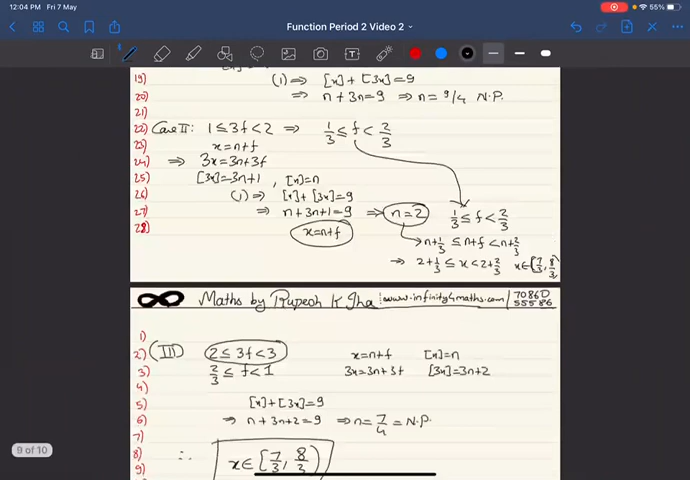 12:04 PM Fri 7 May
55%
Function Period 2 Video 2
19) (1) ⇒ [x] + [3x] = 9
20) ⇒ n + 3n = 9 ⇒ n = 9/4 N.P.
21)
22) Case II: 1 ≤ 3f < 2 ⇒ 1/3 ≤ f < 2/3
23) x = n+f
24) ⇒ 3x = 3n+3f
25) [3x] = 3n+1, [x] = n
26) (1) ⇒ [x] + [3x] = 9
27) ⇒ n + 3n + 1 = 9 ⇒ n = 2 1/3 ≤ f < 2/3
28) x = n+f n+1/3 ≤ n+f < n+2/3
⇒ 2+1/3 ≤ x < 2+2/3 x∈[7/3, 8/3)
Maths by Rupesh K Jha www.infinity4maths.com 70860 55586
1)
2) (III) 2 ≤ 3f < 3 x = n+f [x] = n
3) 2/3 ≤ f < 1 3x = 3n+3f [3x] = 3n+2
4)
5) [x] + [3x] = 9
6) ⇒ n + 3n + 2 = 9 ⇒ n = 7/4 = N.P.
7)
8) ∴ x∈[7/3, 8/3)
9)
9 of 10